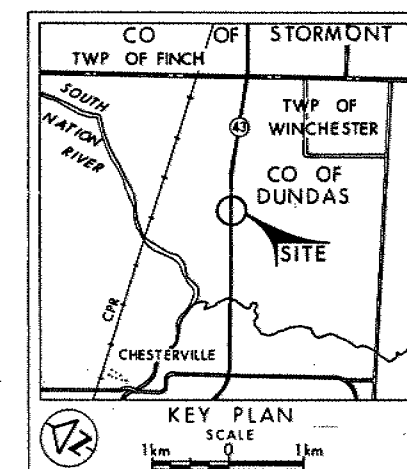 CO OF STORMONT
TWP OF FINCH
SOUTH
NATION
RIVER
TWP OF
WINCHESTER
43
CO OF
DUNDAS
SITE
CPR
CHESTERVILLE
KEY PLAN
SCALE
1km 0 1km
N